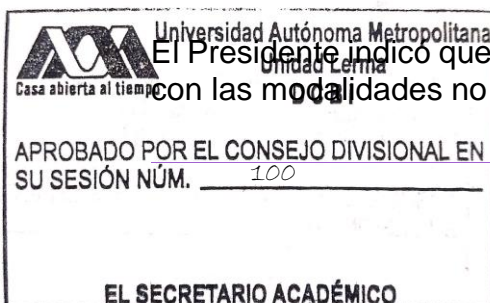 Universidad Autónoma Metropolitana
El Presidente indicó que
Unidad Lerma
Casa abierta al tiempo
con las modalidades no
DCBI
APROBADO POR EL CONSEJO DIVISIONAL EN
SU SESIÓN NÚM. 100
EL SECRETARIO ACADÉMICO